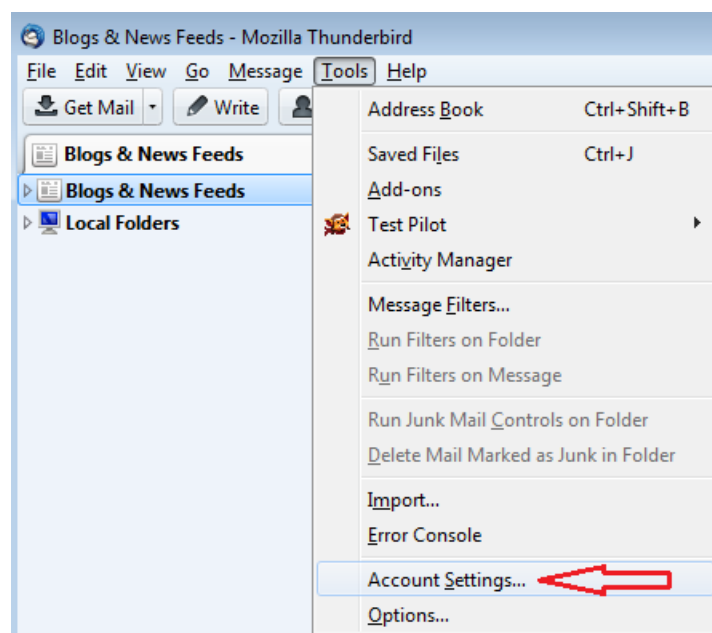 Blogs & News Feeds - Mozilla Thunderbird
File Edit View Go Message Tools Help
Get Mail Write
Blogs & News Feeds
Blogs & News Feeds
Local Folders
Address Book Ctrl+Shift+B
Saved Files Ctrl+J
Add-ons
Test Pilot
Activity Manager
Message Filters...
Run Filters on Folder
Run Filters on Message
Run Junk Mail Controls on Folder
Delete Mail Marked as Junk in Folder
Import...
Error Console
Account Settings...
Options...